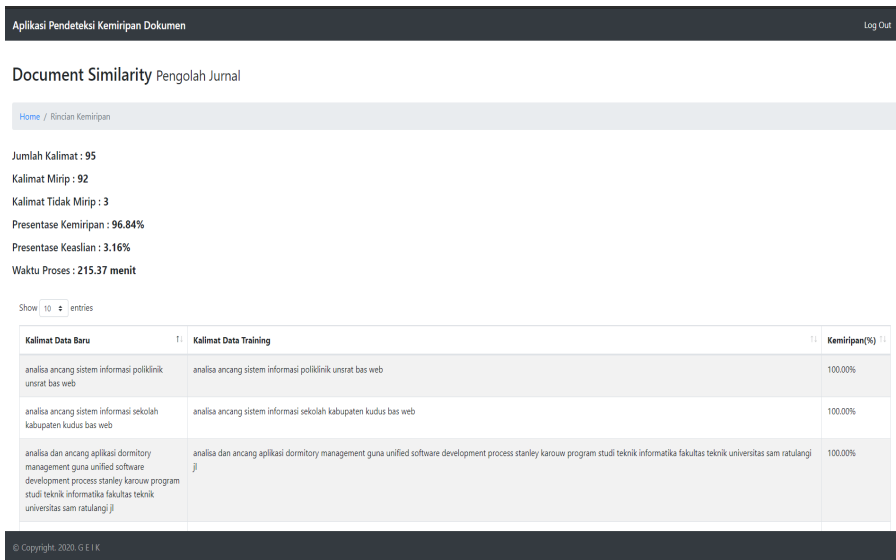 Aplikasi Pendeteksi Kemiripan Dokumen Log Out
Document Similarity Pengolah Jurnal
Home / Rincian Kemiripan
Jumlah Kalimat : 95
Kalimat Mirip : 92
Kalimat Tidak Mirip : 3
Presentase Kemiripan : 96.84%
Presentase Keaslian : 3.16%
Waktu Proses : 215.37 menit
Show 10 entries
Kalimat Data Baru Kalimat Data Training Kemiripan(%)
analisa ancang sistem informasi poliklinik
unsrat bas web
analisa ancang sistem informasi poliklinik unsrat bas web
100.00%
analisa ancang sistem informasi sekolah
kabupaten kudus bas web
analisa ancang sistem informasi sekolah kabupaten kudus bas web
100.00%
analisa dan ancang aplikasi dormitory
management guna unified software
development process stanley karouw program
studi teknik informatika fakultas teknik
universitas sam ratulangi jl
analisa dan ancang aplikasi dormitory management guna unified software development process stanley karouw program studi teknik informatika fakultas teknik universitas sam ratulangi
jl
100.00%
© Copyright. 2020. G E I K